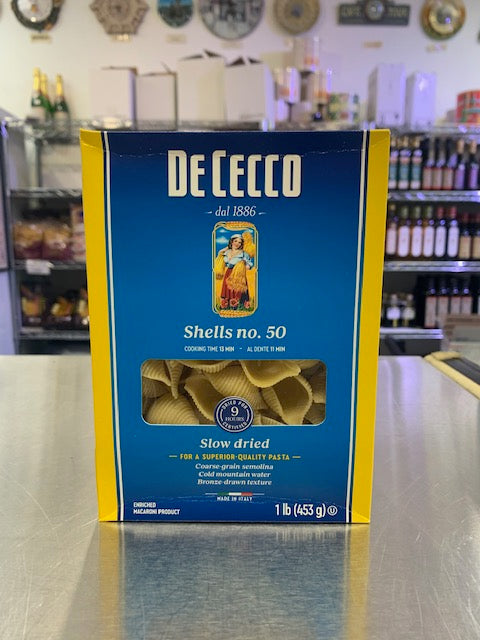 DE CECCO
dal 1886
Shells no. 50
COOKING TIME 13 MIN - AL DENTE 11 MIN
DRIED FOR
9
HOURS
CERTIFIED
Slow dried
FOR A SUPERIOR-QUALITY PASTA
Coarse-grain semolina
Cold mountain water
Bronze-drawn texture
MADE IN ITALY
ENRICHED
MACARONI PRODUCT
1 lb (453 g) U